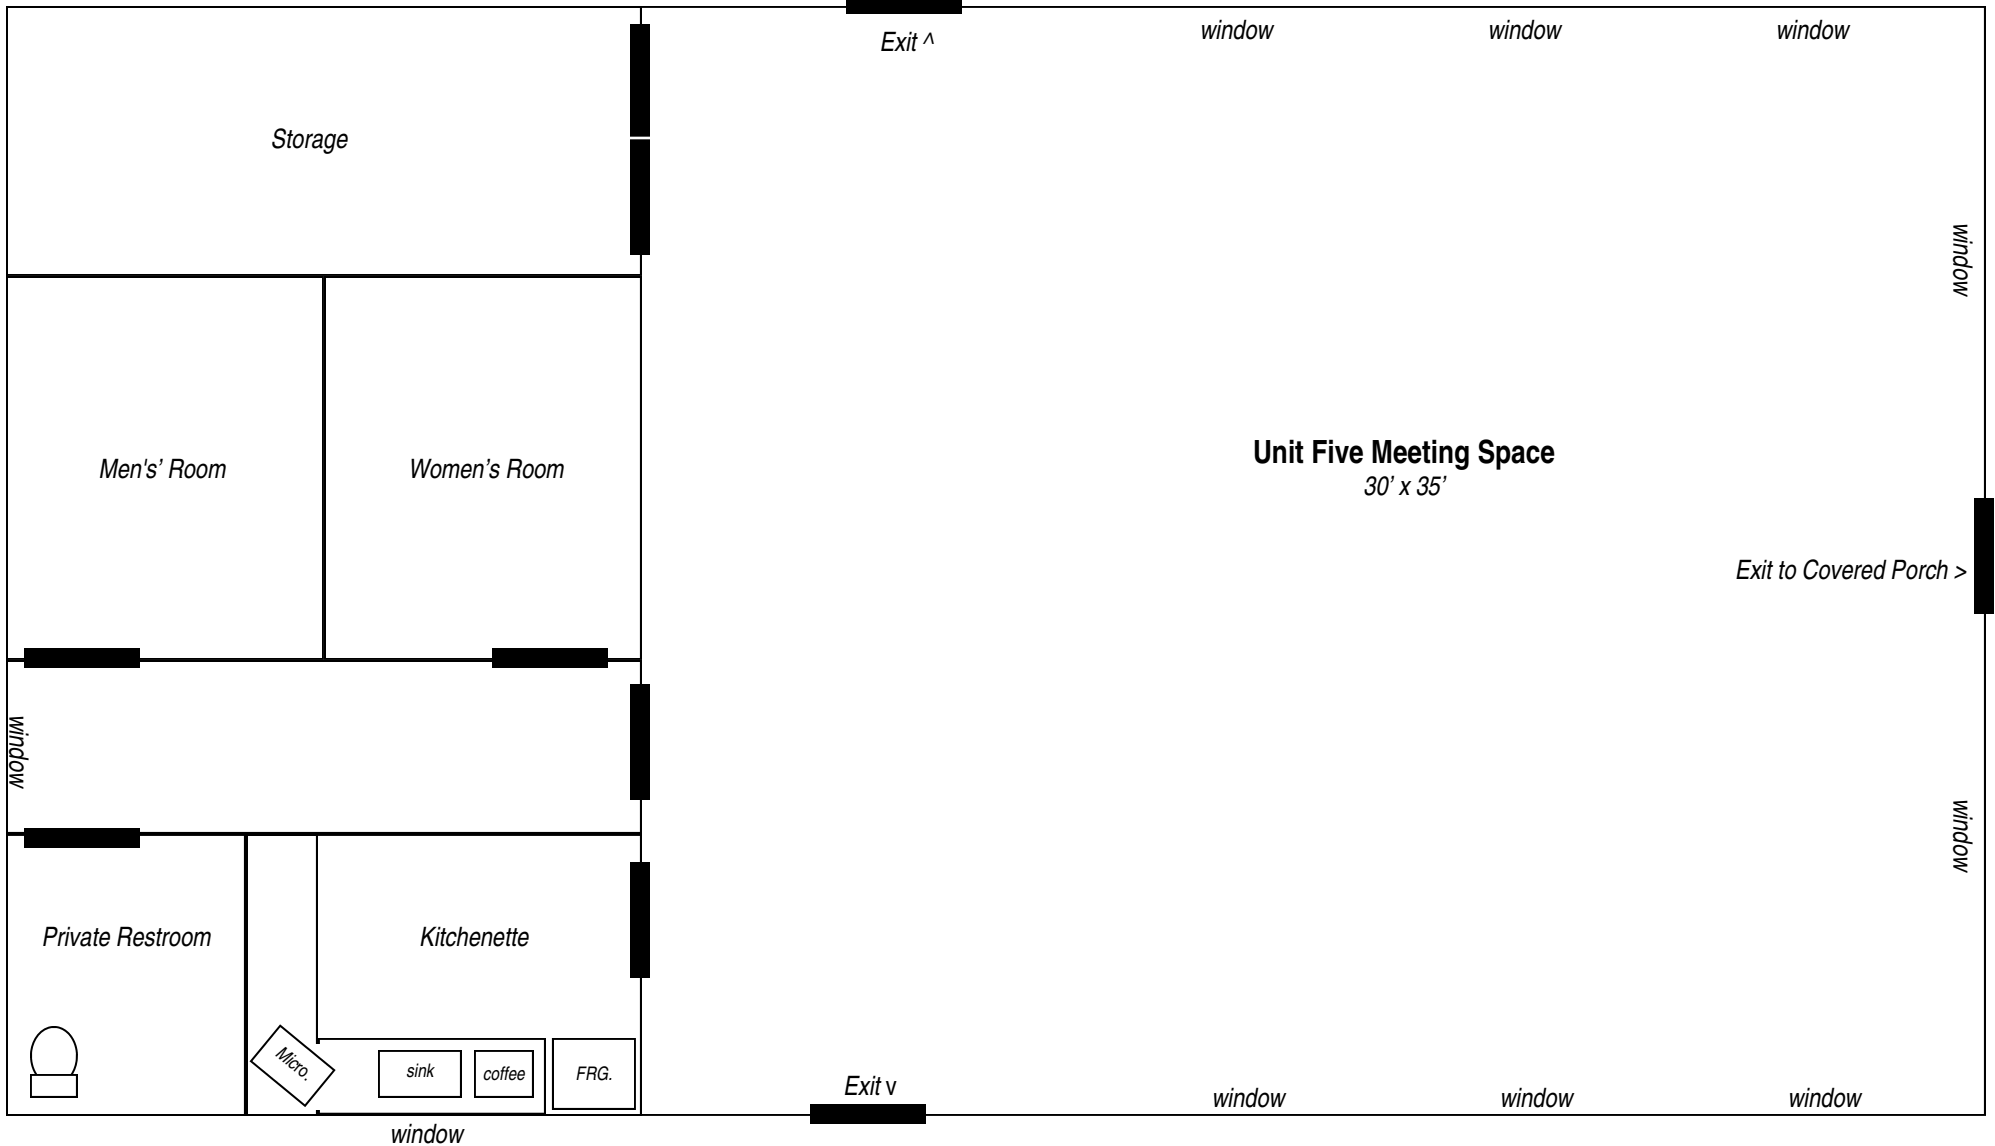 Exit ^
window
window
window
Storage
window
Men's’ Room
Women’s Room
Unit Five Meeting Space
30’ x 35’
Exit to Covered Porch >
window
window
Private Restroom
Kitchenette
Micro.
sink
coffee
FRG.
Exit v
window
window
window
window